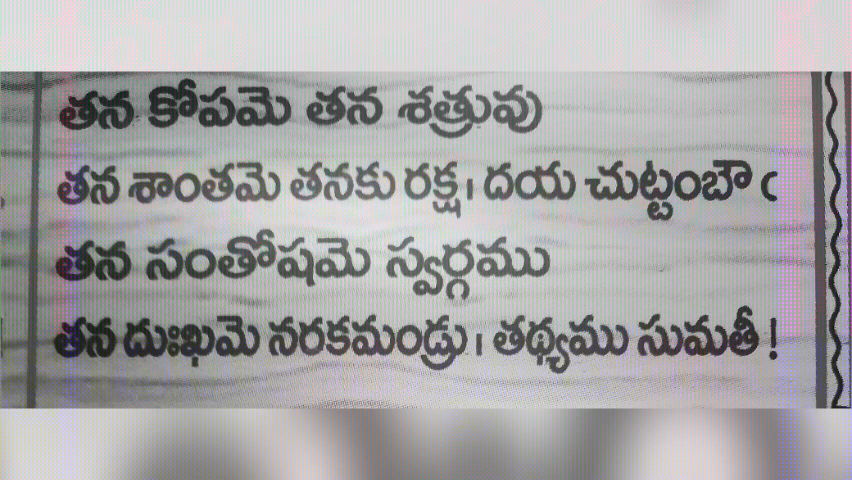 తన కోపమె తన శత్రువు
తన శాంతమె తనకు రక్ష। దయ చుట్టంబౌ ఁ
తన సంతోషమె స్వర్గము
తన దుఃఖమె నరకమండ్రు। తథ్యము సుమతీ!